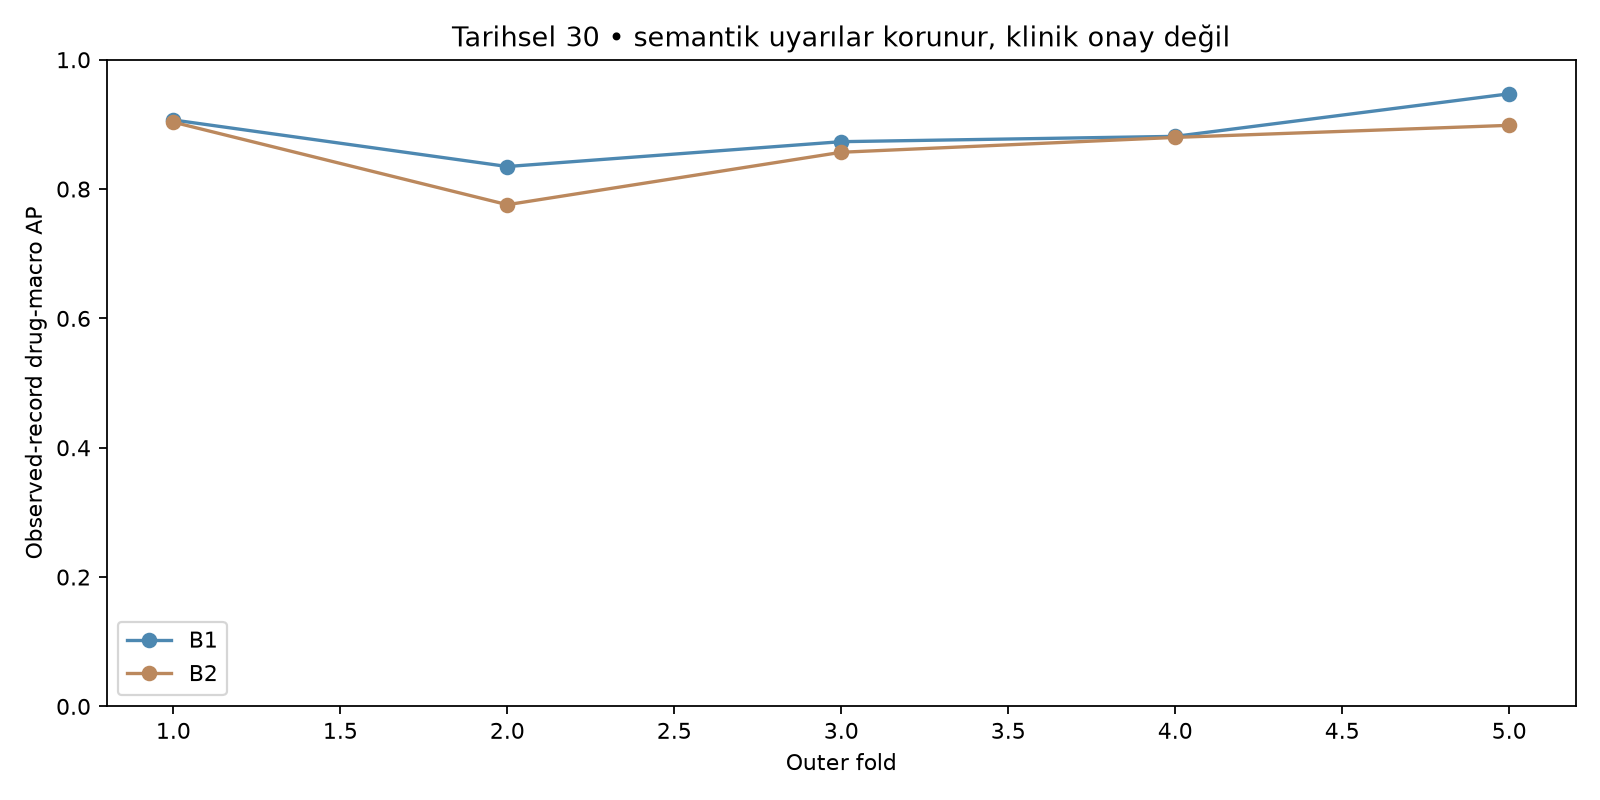 Tarihsel 30 • semantik uyarılar korunur, klinik onay değil
Observed-record drug-macro AP
1.0
0.8
0.6
0.4
0.2
0.0
B1
B2
1.0 1.5 2.0 2.5 3.0 3.5 4.0 4.5 5.0
Outer fold